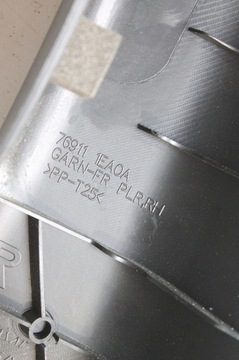 76911 1EA0A
GARN-FR PLR.RH
>PP-T25<